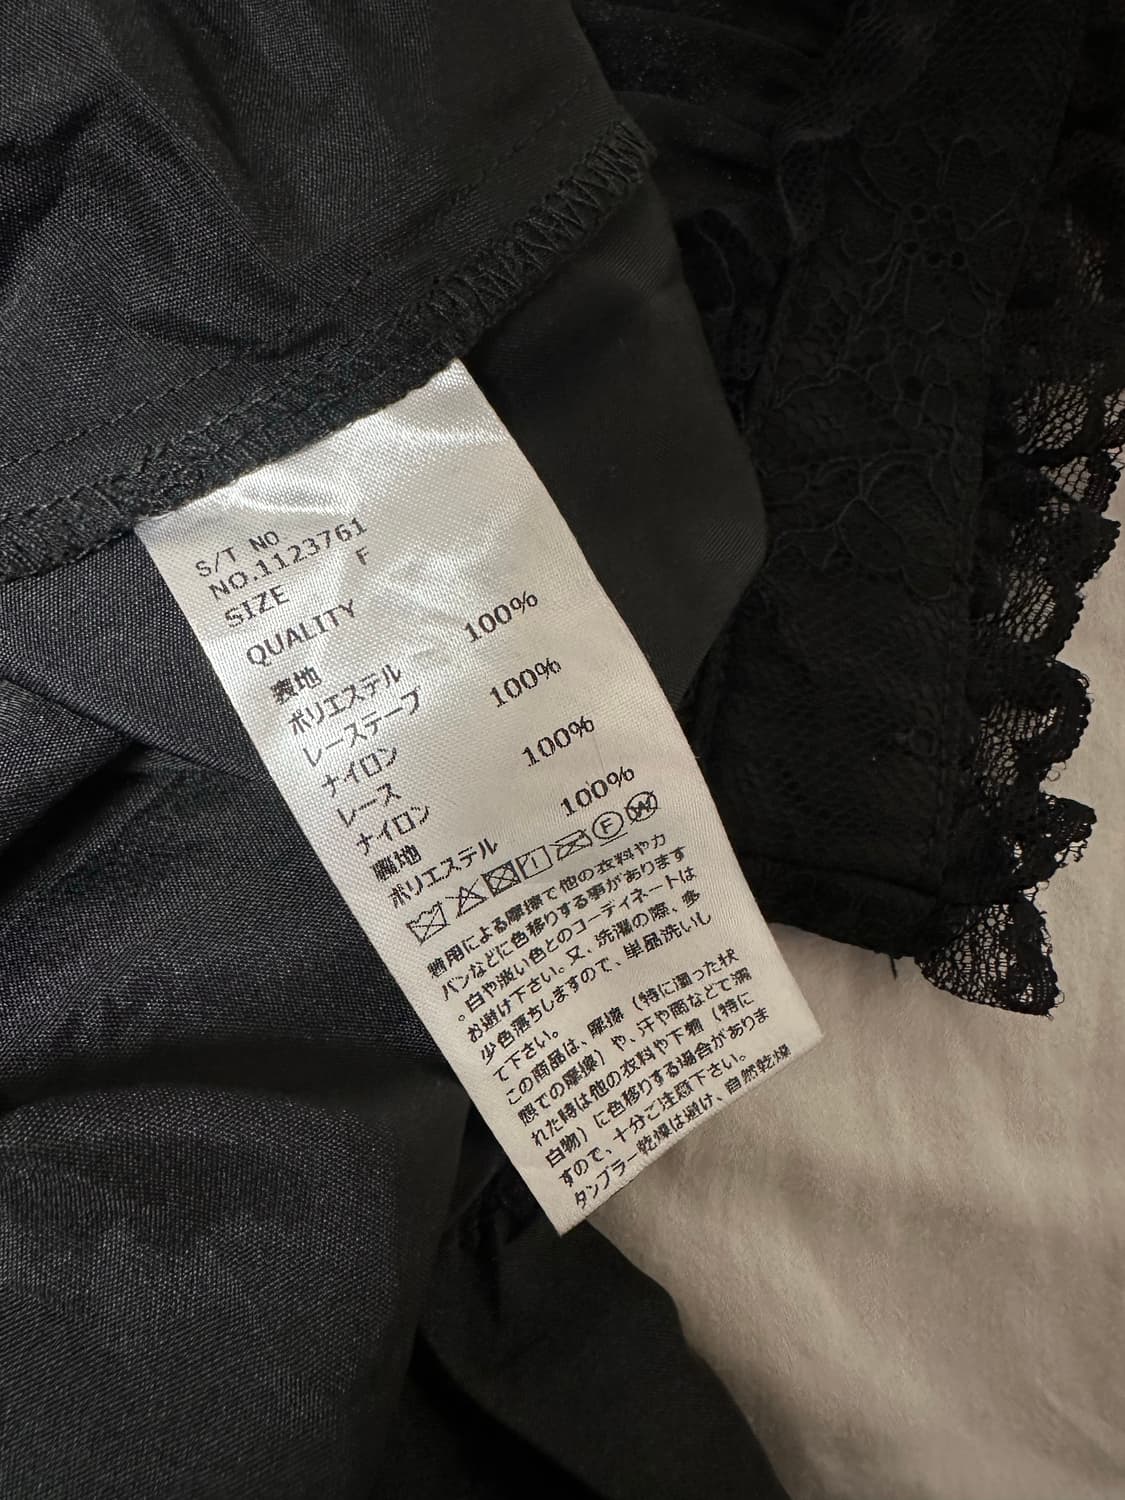 S/T NO
NO.1123761
SIZE F
QUALITY
表地
ポリエステル 100%
レーステープ
ナイロン 100%
レース
ナイロン 100%
裏地
ポリエステル 100%
F W
着用による摩擦で他の衣料やカ
バンなどに色移りする事があります
。白や淡い色とのコーディネートは
お避け下さい。又、洗濯の際、多
少色落ちしますので、単品洗いし
て下さい。
この商品は、摩擦(特に湿った状
態での摩擦)や、汗や雨などで濡
れた時は他の衣料や下着(特に
白物)に色移りする場合がありま
すので、十分ご注意下さい。
タンブラー乾燥は避け、自然乾燥